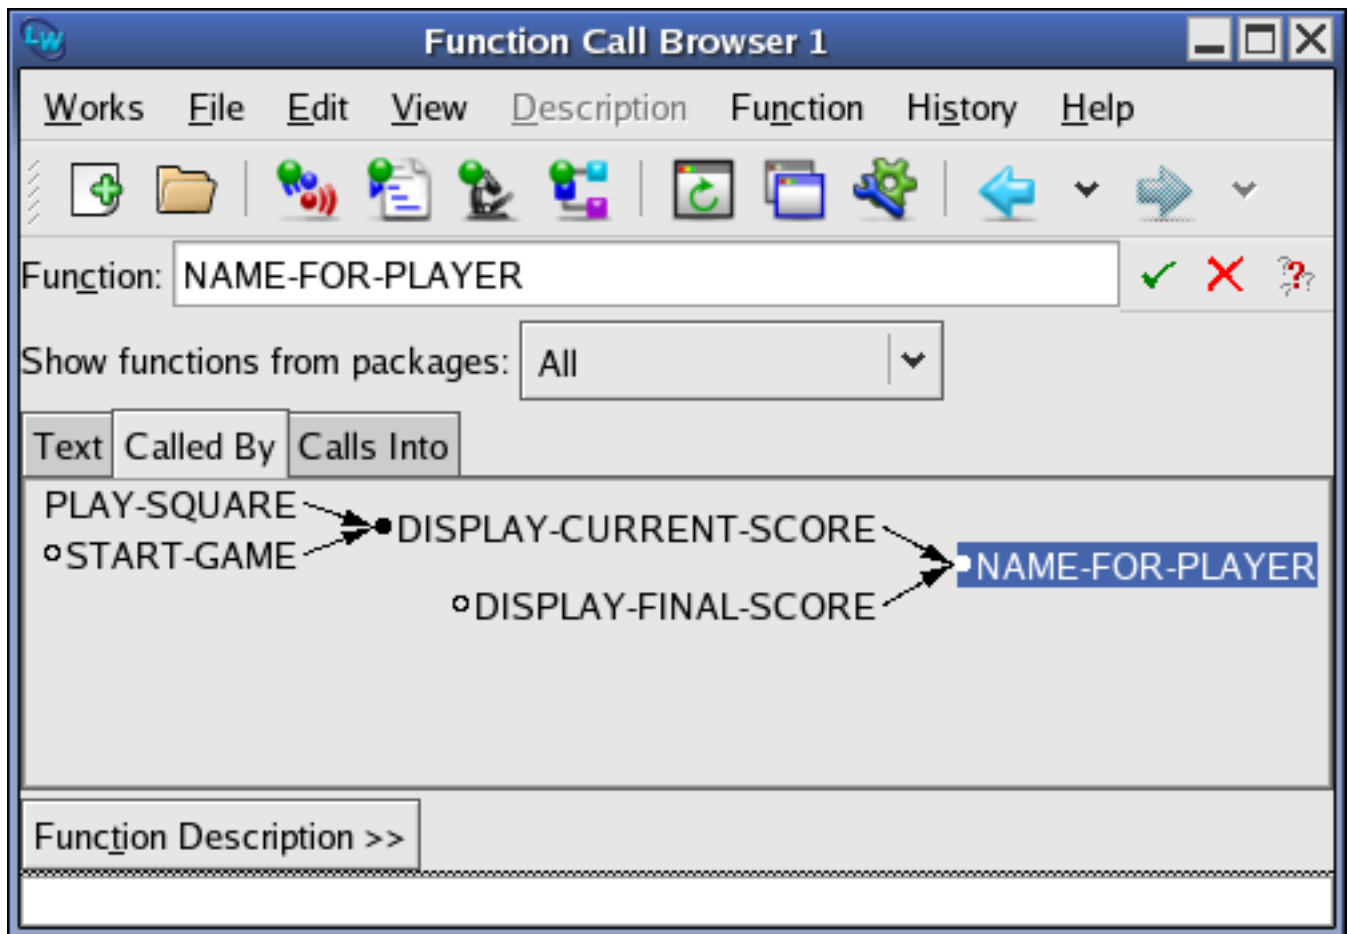 LW Function Call Browser 1
Works File Edit View Description Function History Help
Function: NAME-FOR-PLAYER
Show functions from packages: All
Text Called By Calls Into
PLAY-SQUARE
DISPLAY-CURRENT-SCORE
START-GAME
NAME-FOR-PLAYER
DISPLAY-FINAL-SCORE
Function Description >>